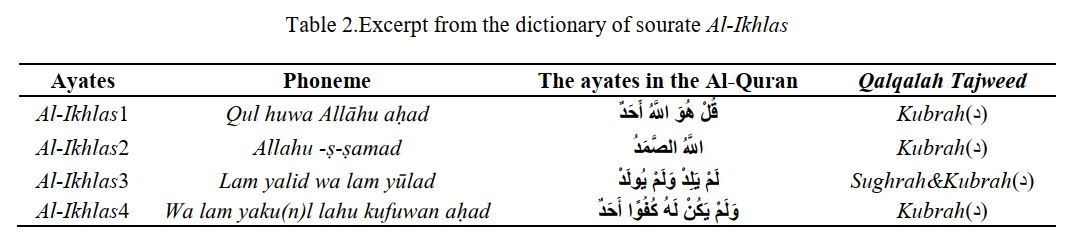 Table 2.Excerpt from the dictionary of sourate Al-Ikhlas
Ayates Phoneme The ayates in the Al-Quran Qalqalah Tajweed
Al-Ikhlas1 Qul huwa Allāhu aḥad قُلْ هُوَ اللَّهُ أَحَدٌ Kubrah(د)
Al-Ikhlas2 Allahu -ṣ-ṣamad اللَّهُ الصَّمَدُ Kubrah(د)
Al-Ikhlas3 Lam yalid wa lam yūlad لَمْ يَلِدْ وَلَمْ يُولَدْ Sughrah&Kubrah(د)
Al-Ikhlas4 Wa lam yaku(n)l lahu kufuwan aḥad وَلَمْ يَكُنْ لَهُ كُفُوًا أَحَدٌ Kubrah(د)